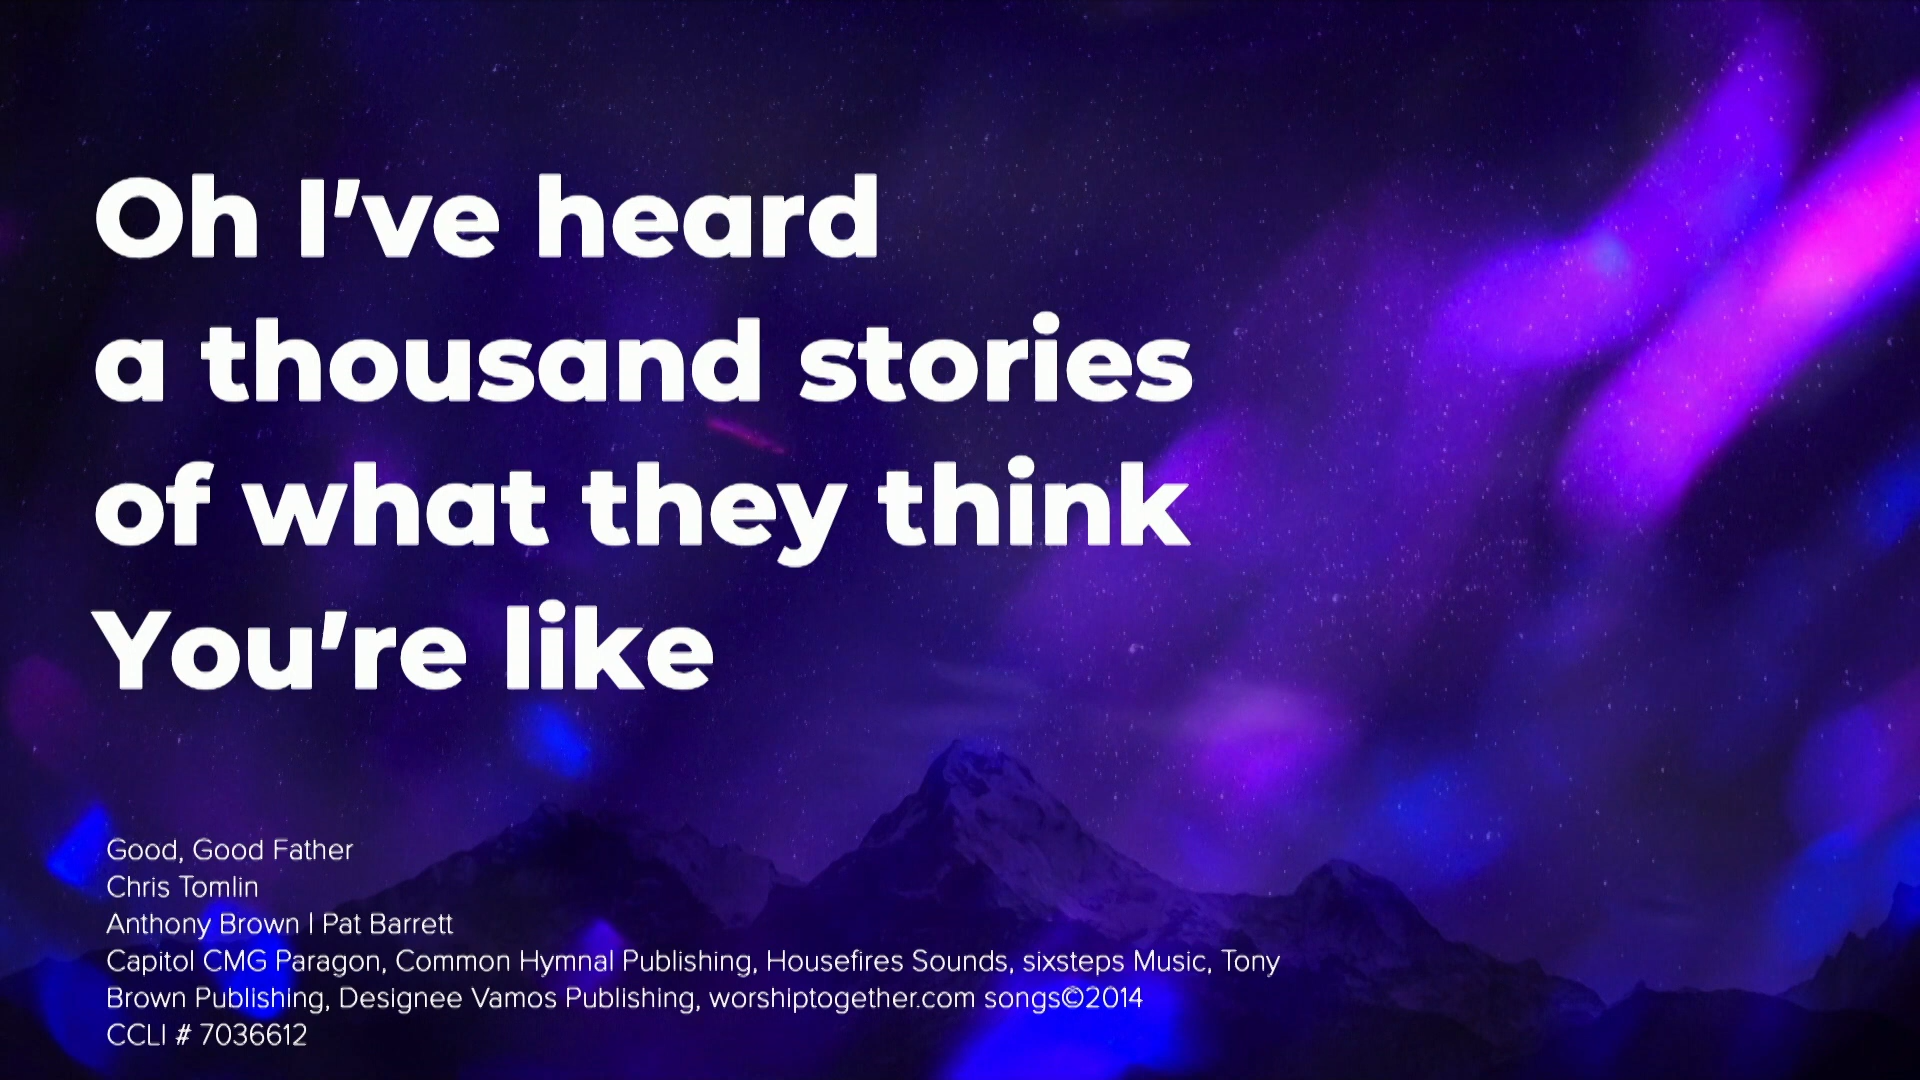 Oh I've heard
a thousand stories
of what they think
You're like
Good, Good Father
Chris Tomlin
Anthony Brown | Pat Barrett
Capitol CMG Paragon, Common Hymnal Publishing, Housefires Sounds, sixsteps Music, Tony
Brown Publishing, Designee Vamos Publishing, worshiptogether.com songs©2014
CCLI # 7036612